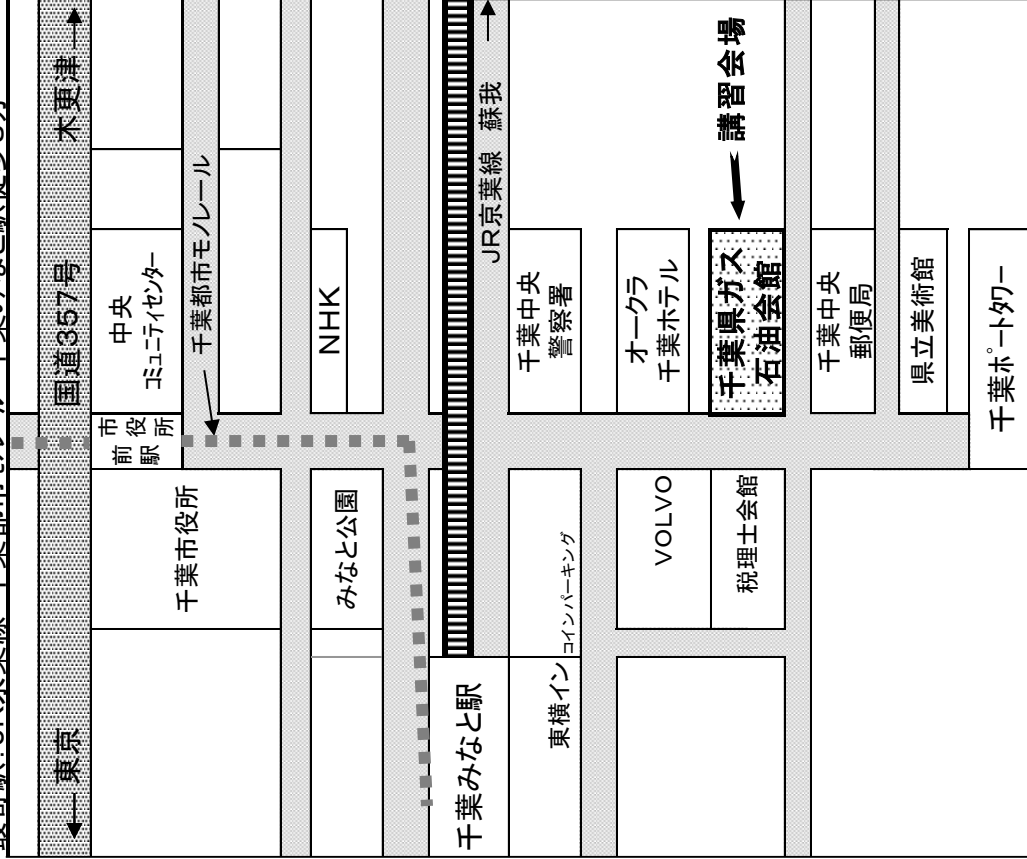 ← 東京
国道357号
木更津 →
市役所
前駅
中央
コミュニティセンター
千葉市役所
千葉都市モノレール
みなと公園
NHK
千葉みなと駅
JR京葉線 蘇我 →
東横イン
コインパーキング
千葉中央
警察署
VOLVO
オークラ
千葉ホテル
税理士会館
千葉県ガス
石油会館
← 講習会場
千葉中央
郵便局
県立美術館
千葉ポートタワー